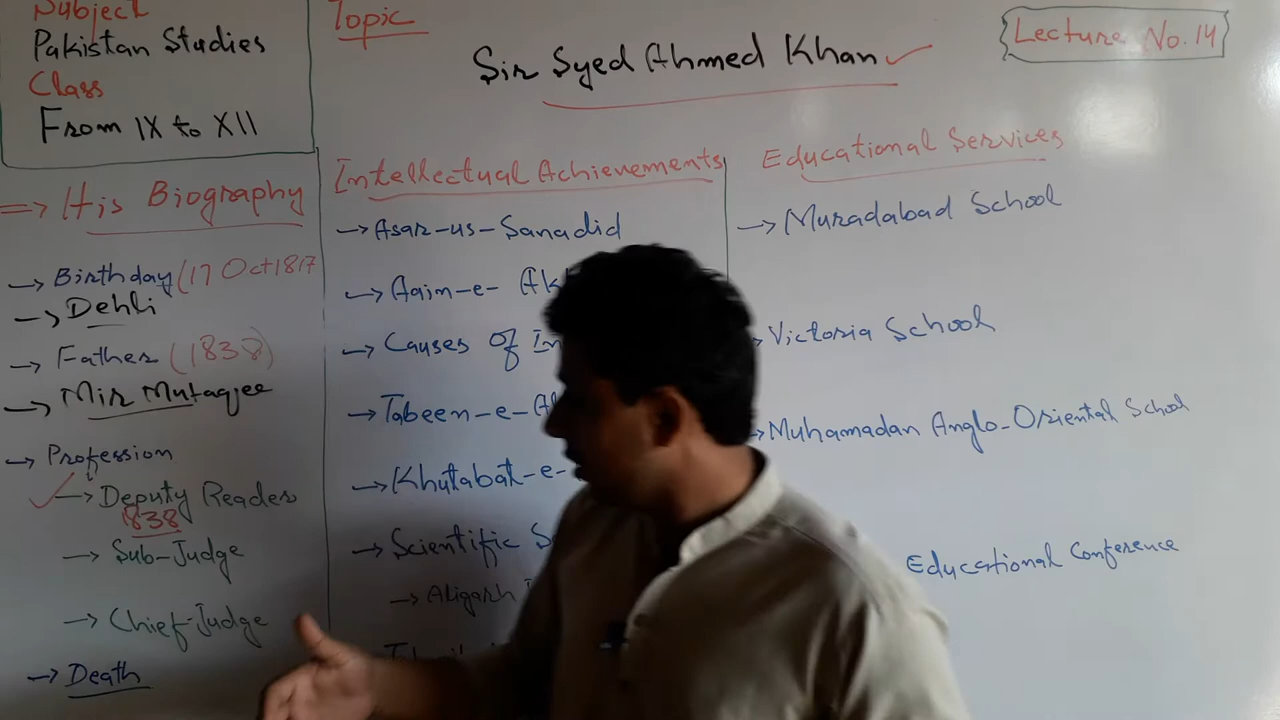 Subject
Pakistan Studies
Class
From IX to XII
Topic
Sir Syed Ahmed Khan
Lecture No. 14
=> His Biography
→ Birthday (17 Oct 1817
→ Dehli
→ Father (1838)
→ Mir Mutaqee
→ Profession
→ Deputy Reader
1838
→ Sub-Judge
→ Chief-Judge
→ Death
Intellectual Achievements
→ Asar-us-Sanadid
→ Aaim-e-
→ Causes of
→ Tabeen-e-
→ Khutabat-e-
→ Scientific
→ Aligarh
Educational Services
→ Muradabad School
Victoria School
→ Muhamadan Anglo-Oriental School
Educational Conference